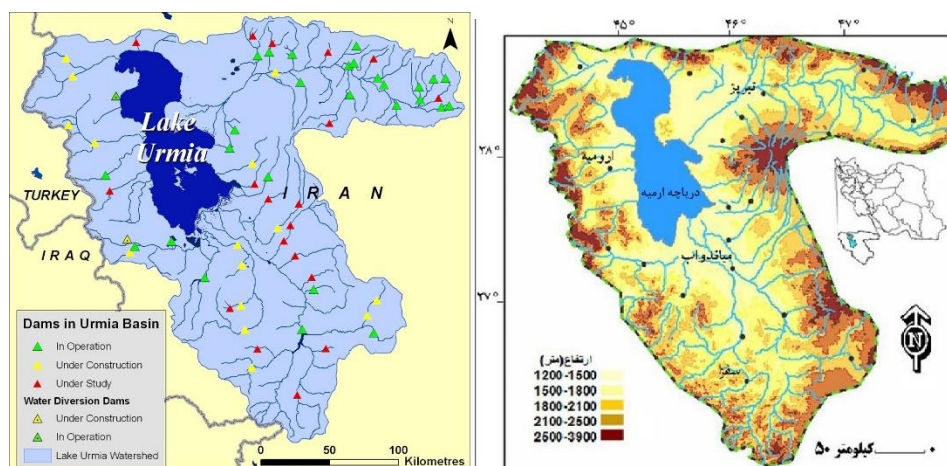 N
Lake
Urmia
TURKEY
IRAN
IRAQ
Dams in Urmia Basin
In Operation
Under Construction
Under Study
Water Diversion Dams
Under Construction
In Operation
Lake Urmia Watershed
0 50 100
Kilometres
۴۵° ۴۶° ۴۷°
تبریز
۳۸°
ارومیه
دریاچه ارمیه
میاندوآب
۳۷°
سقز
ارتفاع(متر)
1200-1500
1500-1800
1800-2100
2100-2500
2500-3900
N
۵۰ کیلومتر ۰